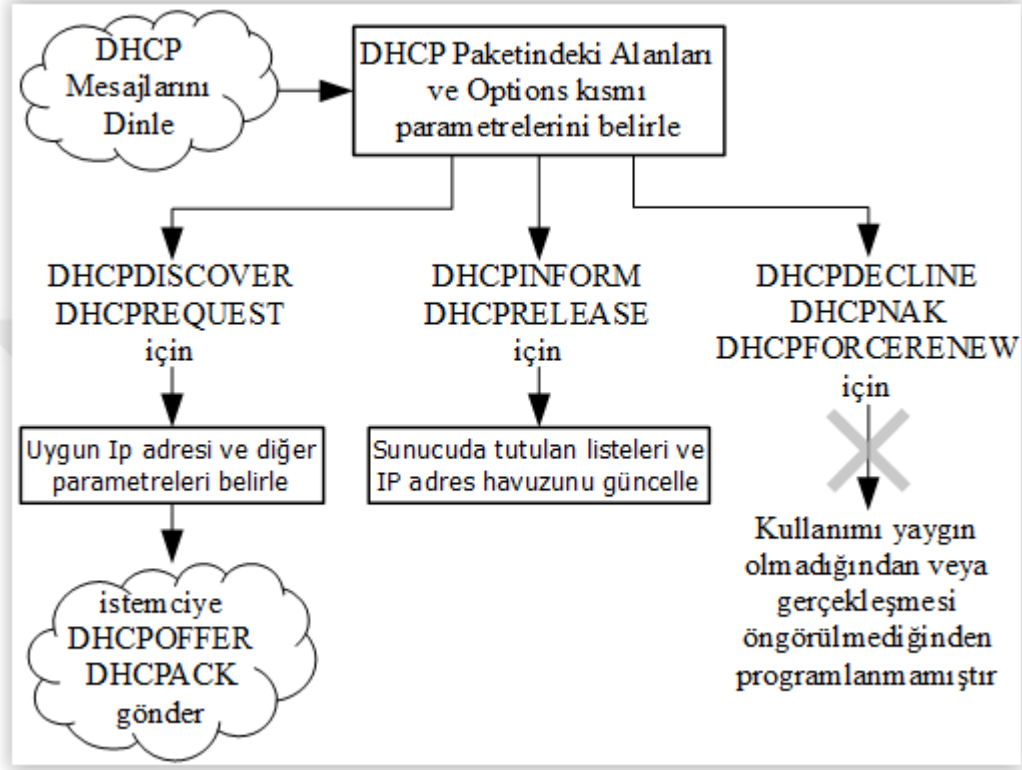 DHCP
Mesajlarını
Dinle
DHCP Paketindeki Alanları
ve Options kısmı
parametrelerini belirle
DHCPDISCOVER
DHCPREQUEST
için
Uygun Ip adresi ve diğer
parametreleri belirle
istemciye
DHCPOFFER
DHCPACK
gönder
DHCPINFORM
DHCPRELEASE
için
Sunucuda tutulan listeleri ve
IP adres havuzunu güncelle
DHCPDECLINE
DHCPNAK
DHCPFORCERENEW
için
Kullanımı yaygın
olmadığından veya
gerçekleşmesi
öngörülmediğinden
programlanmamıştır